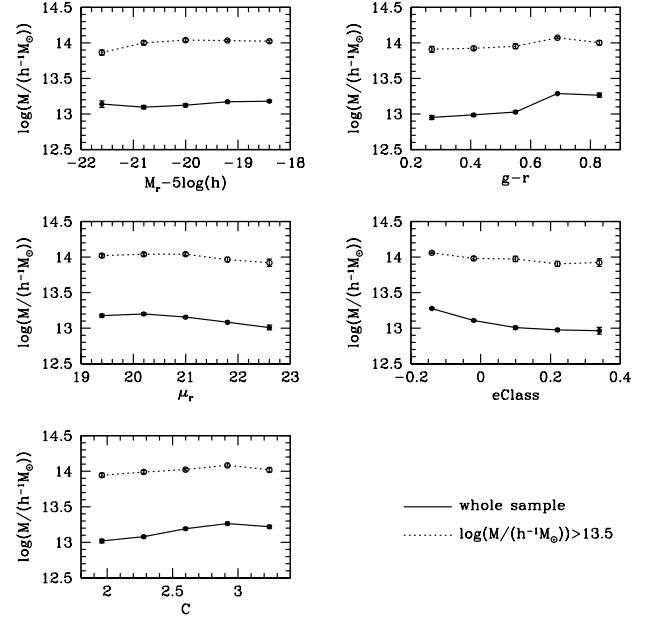 14.5
14
13.5
13
12.5
log(M/(h⁻¹M⊙))
−22 −21 −20 −19 −18
Mᵣ−5log(h)
14.5
14
13.5
13
12.5
log(M/(h⁻¹M⊙))
0.2 0.4 0.6 0.8
g−r
14.5
14
13.5
13
12.5
log(M/(h⁻¹M⊙))
19 20 21 22 23
μᵣ
14.5
14
13.5
13
12.5
log(M/(h⁻¹M⊙))
−0.2 0 0.2 0.4
eClass
14.5
14
13.5
13
12.5
log(M/(h⁻¹M⊙))
2 2.5 3
C
whole sample
log(M/(h⁻¹M⊙))>13.5